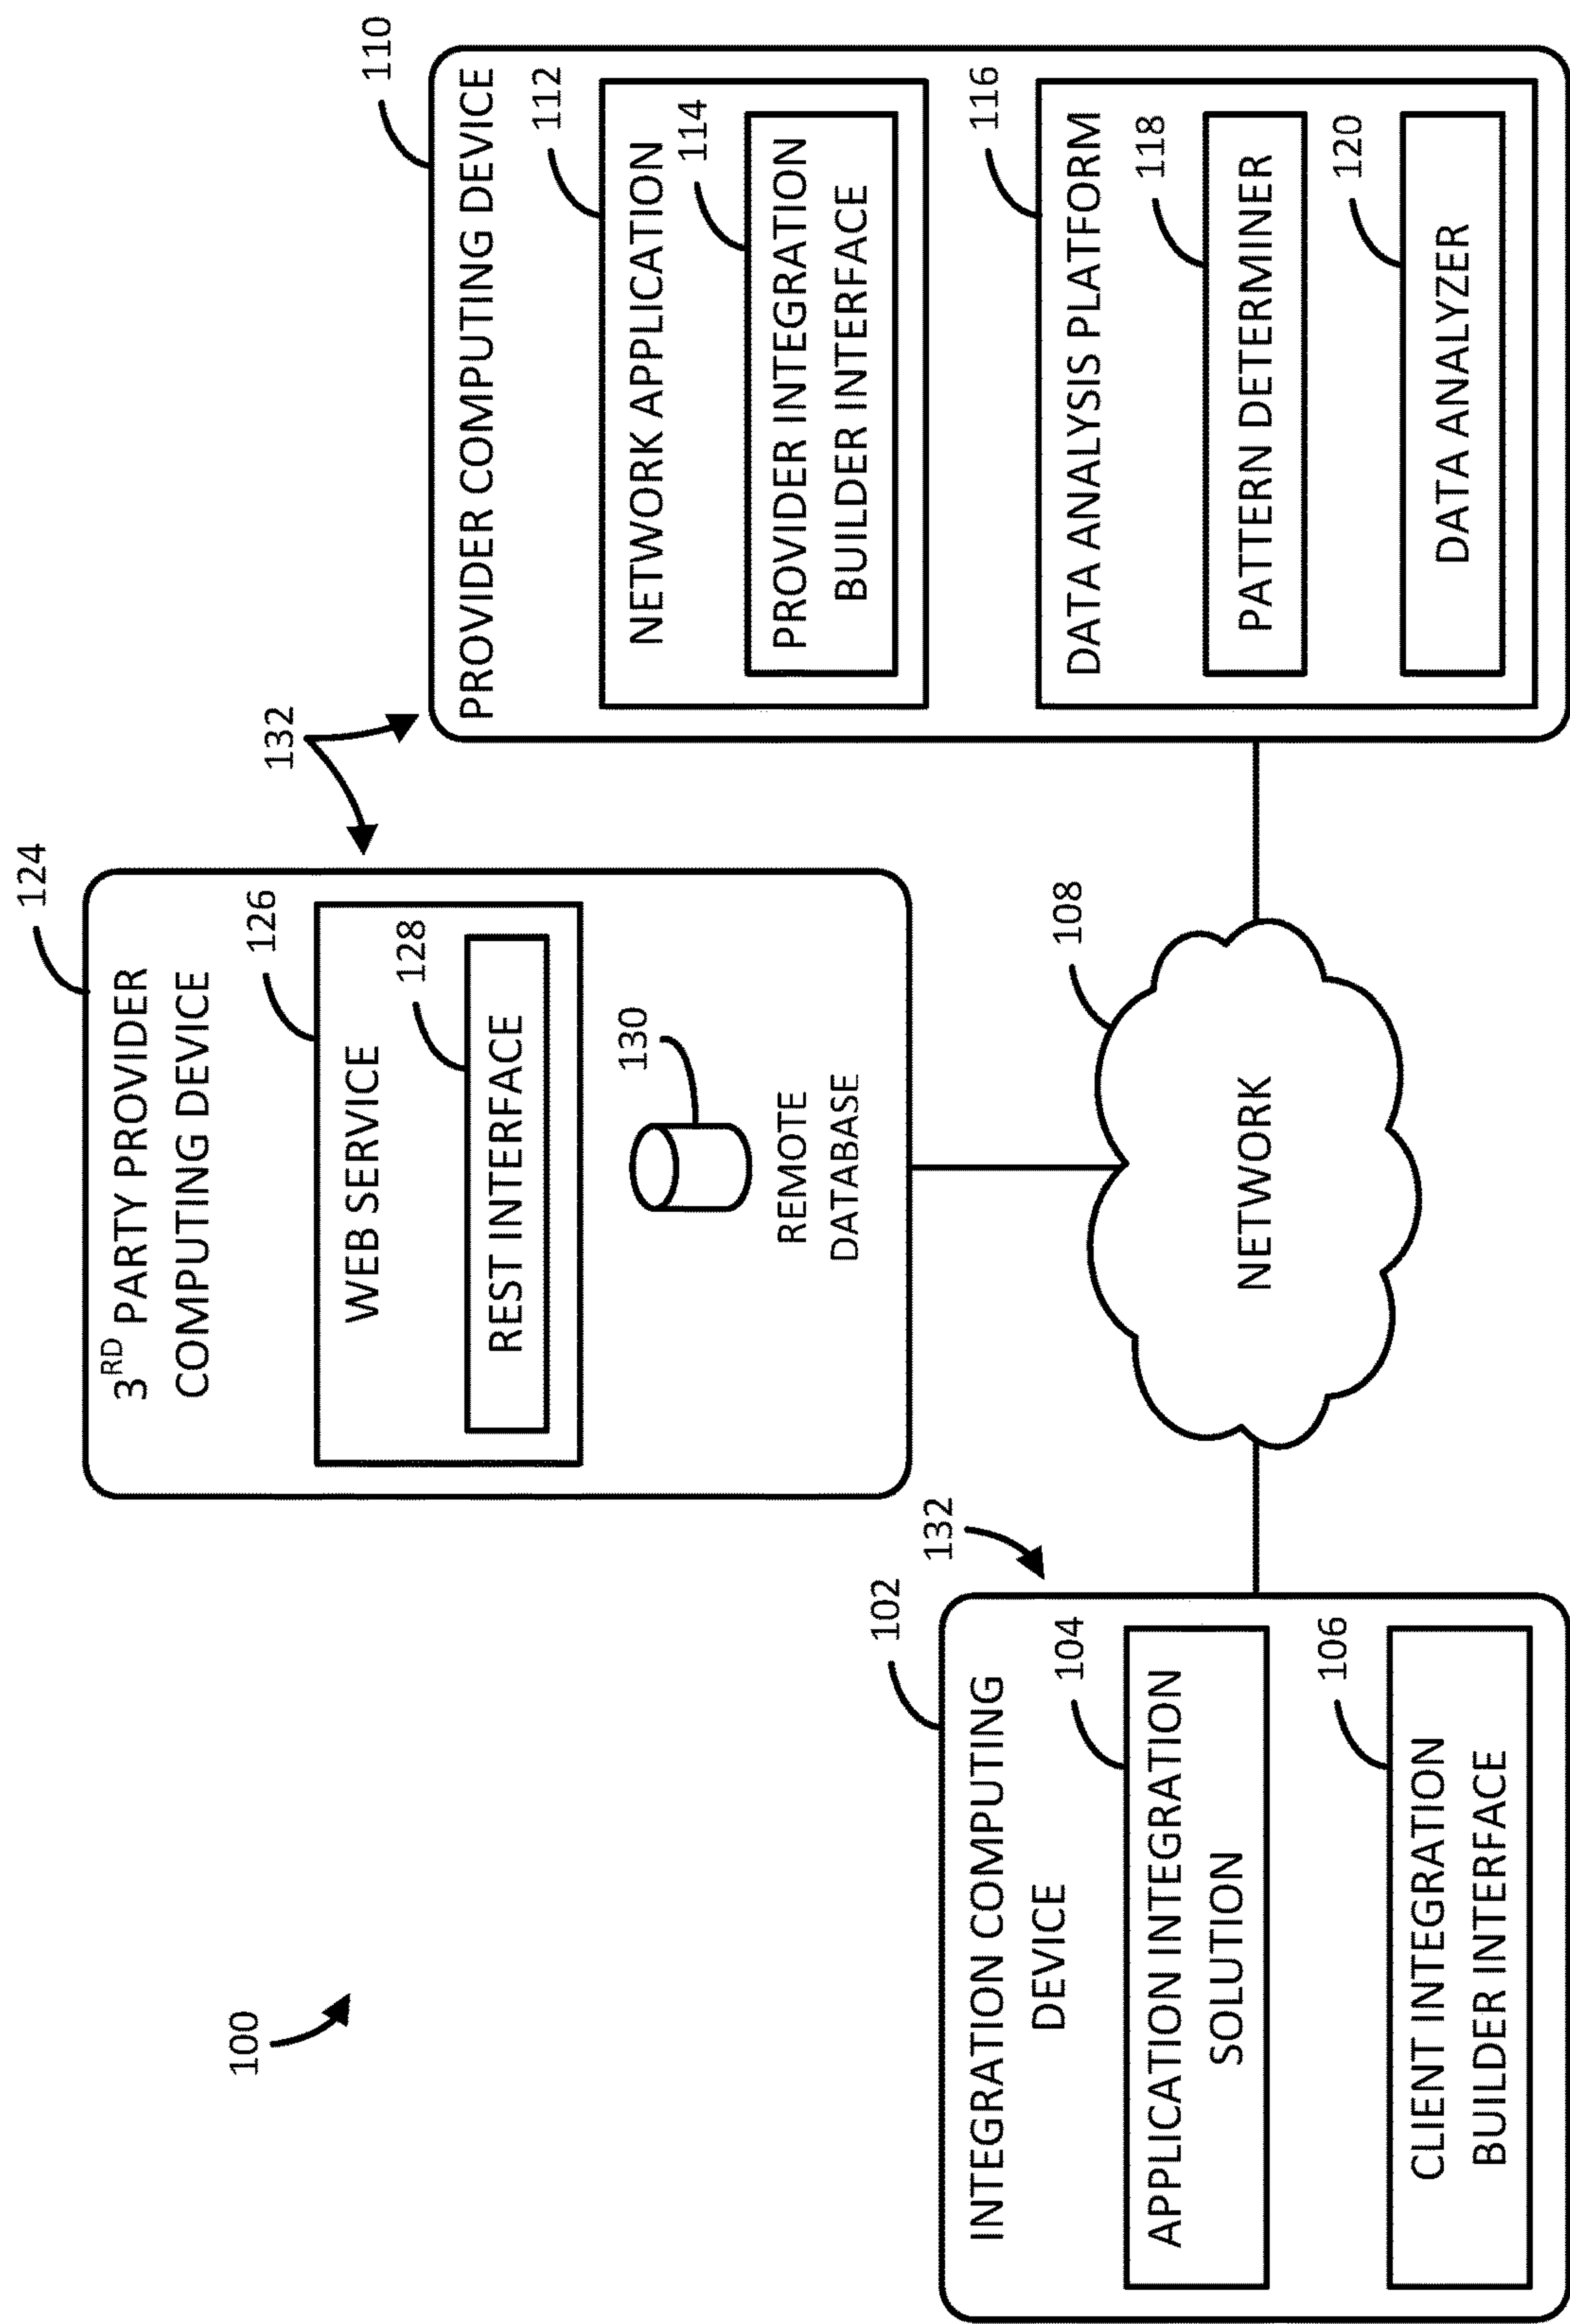 100
132
124
3RD PARTY PROVIDER
COMPUTING DEVICE
126
WEB SERVICE
128
REST INTERFACE
130
REMOTE
DATABASE
132
110
PROVIDER COMPUTING DEVICE
112
NETWORK APPLICATION
114
PROVIDER INTEGRATION
BUILDER INTERFACE
116
DATA ANALYSIS PLATFORM
118
PATTERN DETERMINER
120
DATA ANALYZER
102
INTEGRATION COMPUTING
DEVICE
104
APPLICATION INTEGRATION
SOLUTION
106
CLIENT INTEGRATION
BUILDER INTERFACE
108
NETWORK